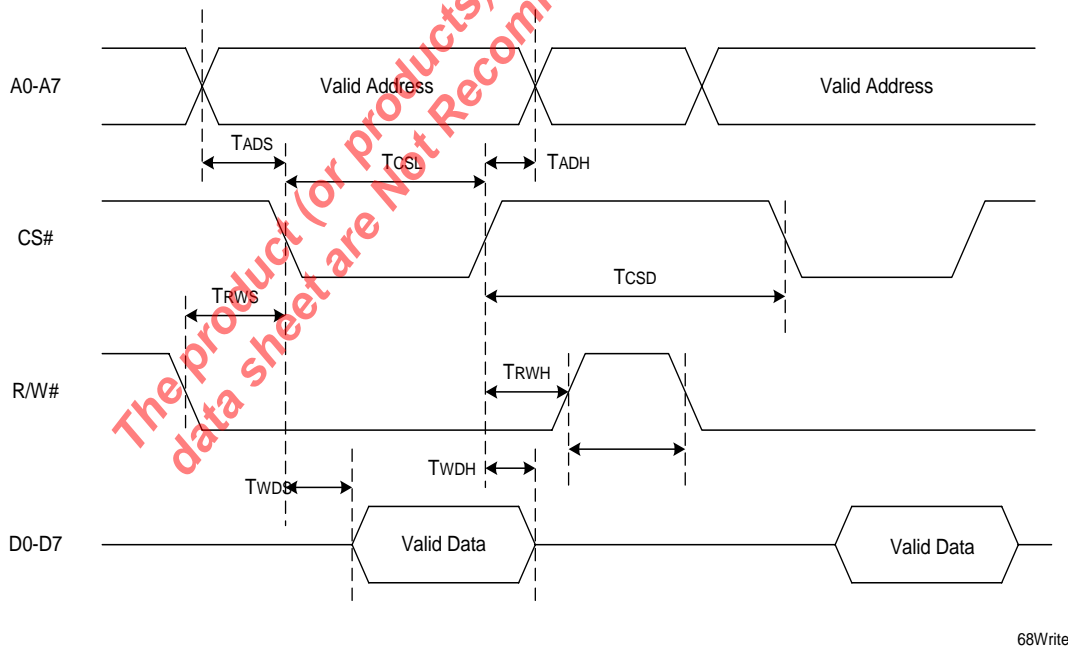 A0-A7
Valid Address
Valid Address
TADS
TCSL
TADH
CS#
TCSD
TRWS
R/W#
TRWH
TWDH
TWDS
D0-D7
Valid Data
Valid Data
68Write
The product (or products)
data sheet are Not Recom